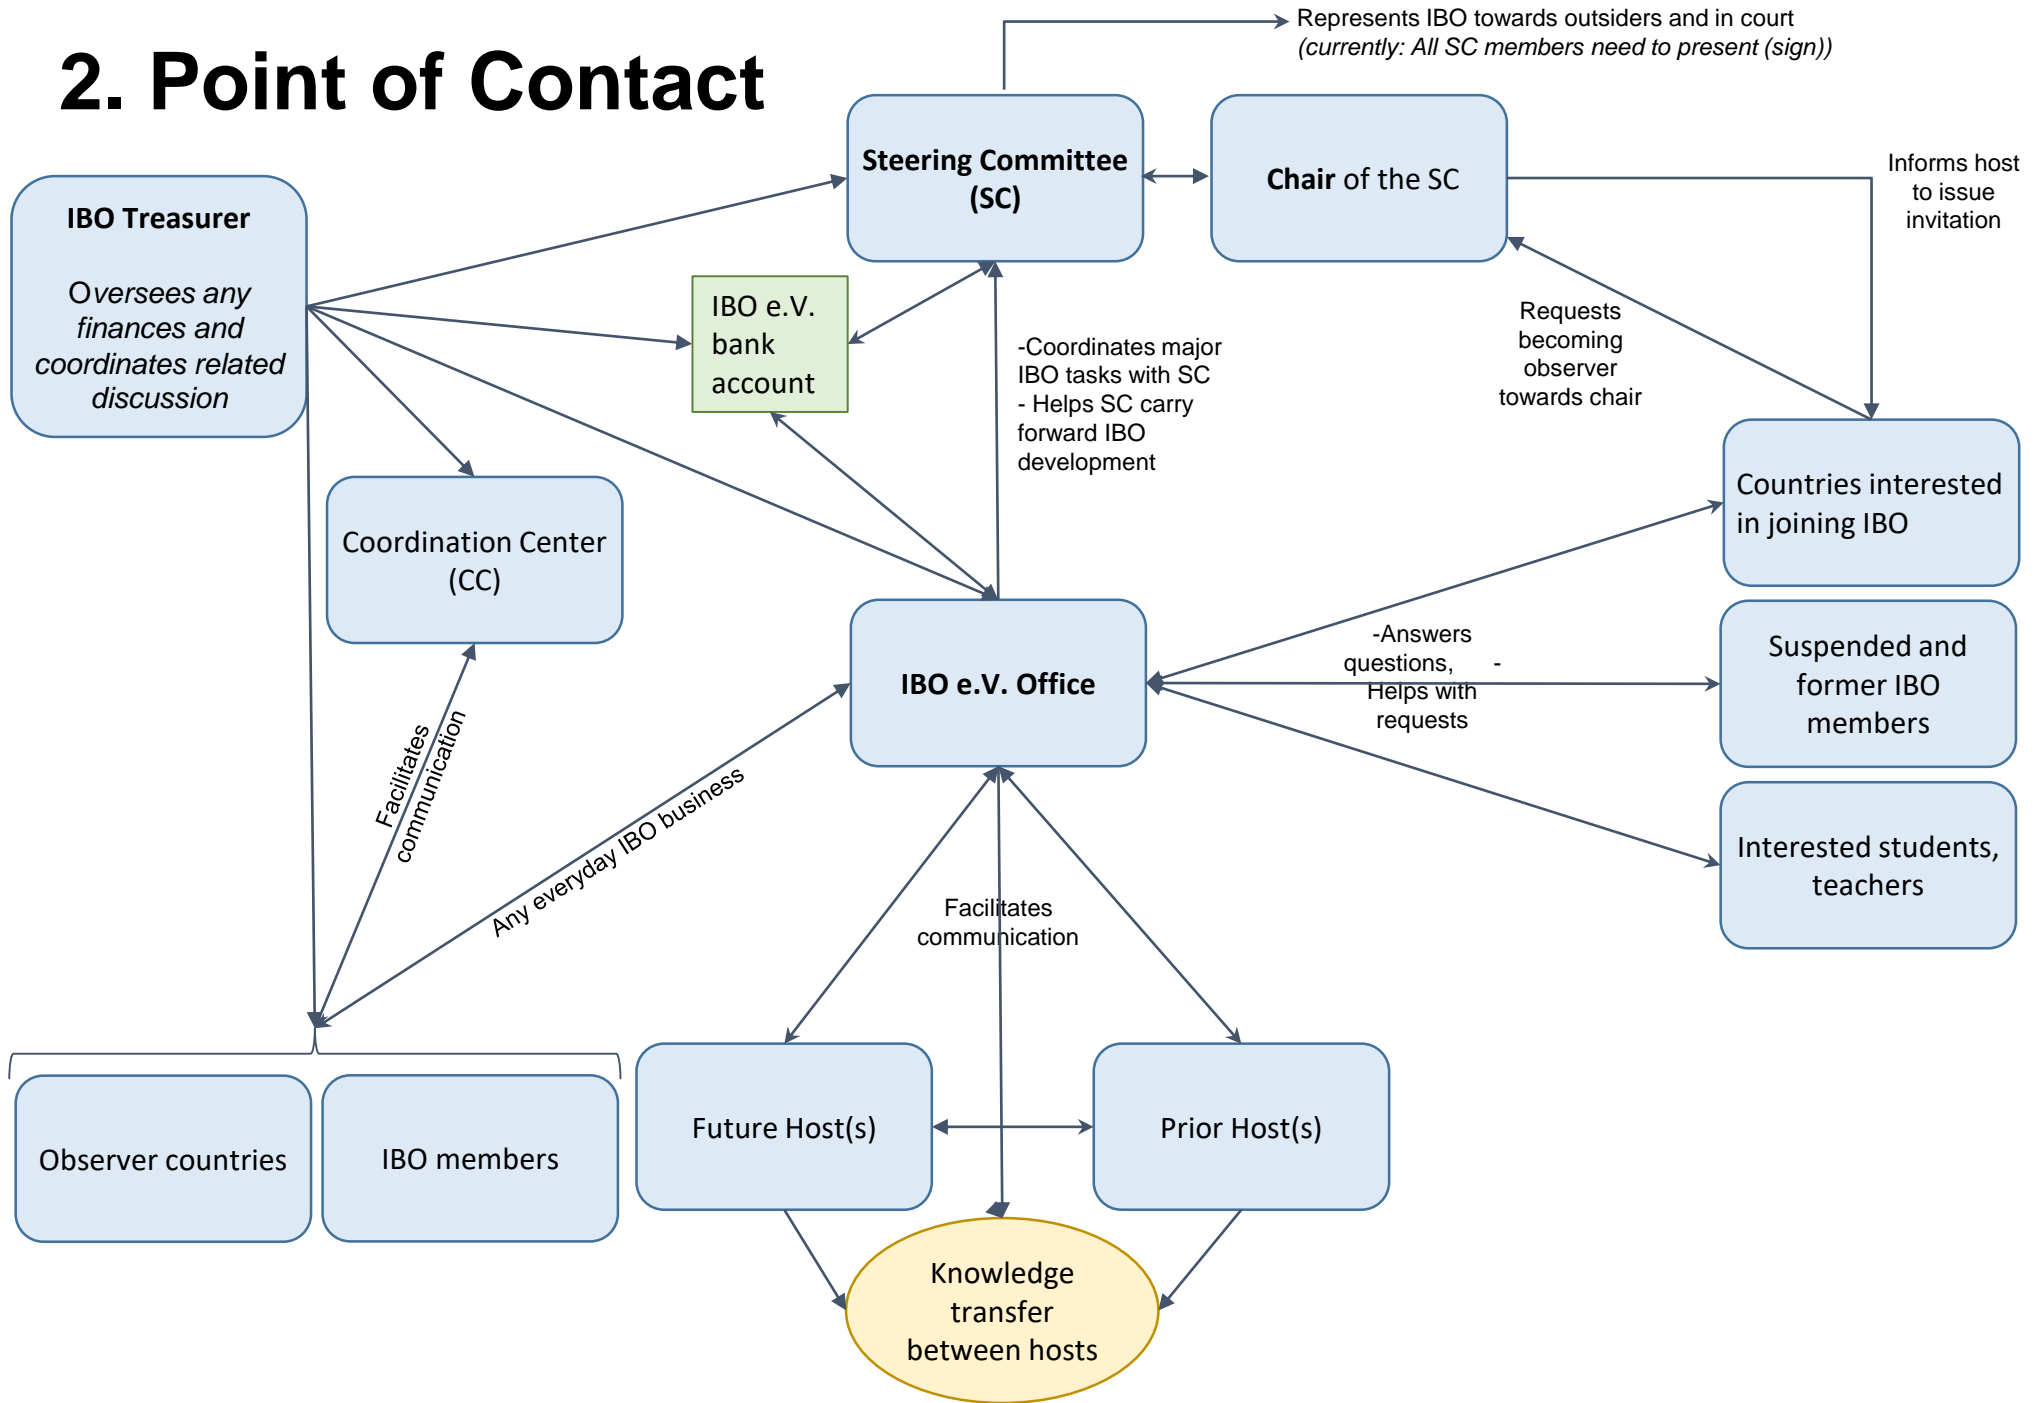 Represents IBO towards outsiders and in court
(currently: All SC members need to present (sign))
2. Point of Contact
Steering Committee
(SC)
Chair of the SC
Informs host
to issue
invitation
IBO Treasurer
Oversees any
finances and
coordinates related
discussion
IBO e.V.
bank
account
-Coordinates major
IBO tasks with SC
- Helps SC carry
forward IBO
development
Requests
becoming
observer
towards chair
Coordination Center
(CC)
Countries interested
in joining IBO
IBO e.V. Office
-Answers
questions, -
Helps with
requests
Suspended and
former IBO
members
Facilitates
communication
Any everyday IBO business
Interested students,
teachers
Facilitates
communication
Observer countries
IBO members
Future Host(s)
Prior Host(s)
Knowledge
transfer
between hosts